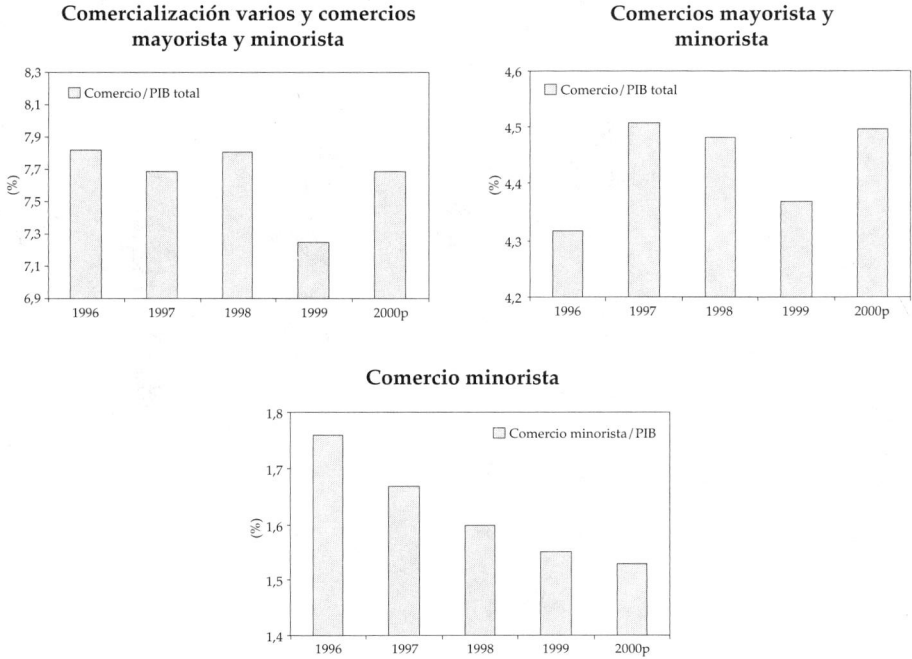 Comercialización varios y comercios
mayorista y minorista
8,3
8,1
7,9
7,7
7,5
7,3
7,1
6,9
(%)
Comercio/PIB total
1996 1997 1998 1999 2000p
Comercios mayorista y
minorista
4,6
4,5
4,4
4,3
4,2
(%)
Comercio/PIB total
1996 1997 1998 1999 2000p
Comercio minorista
1,8
1,7
1,6
1,5
1,4
(%)
Comercio minorista/PIB
1996 1997 1998 1999 2000p